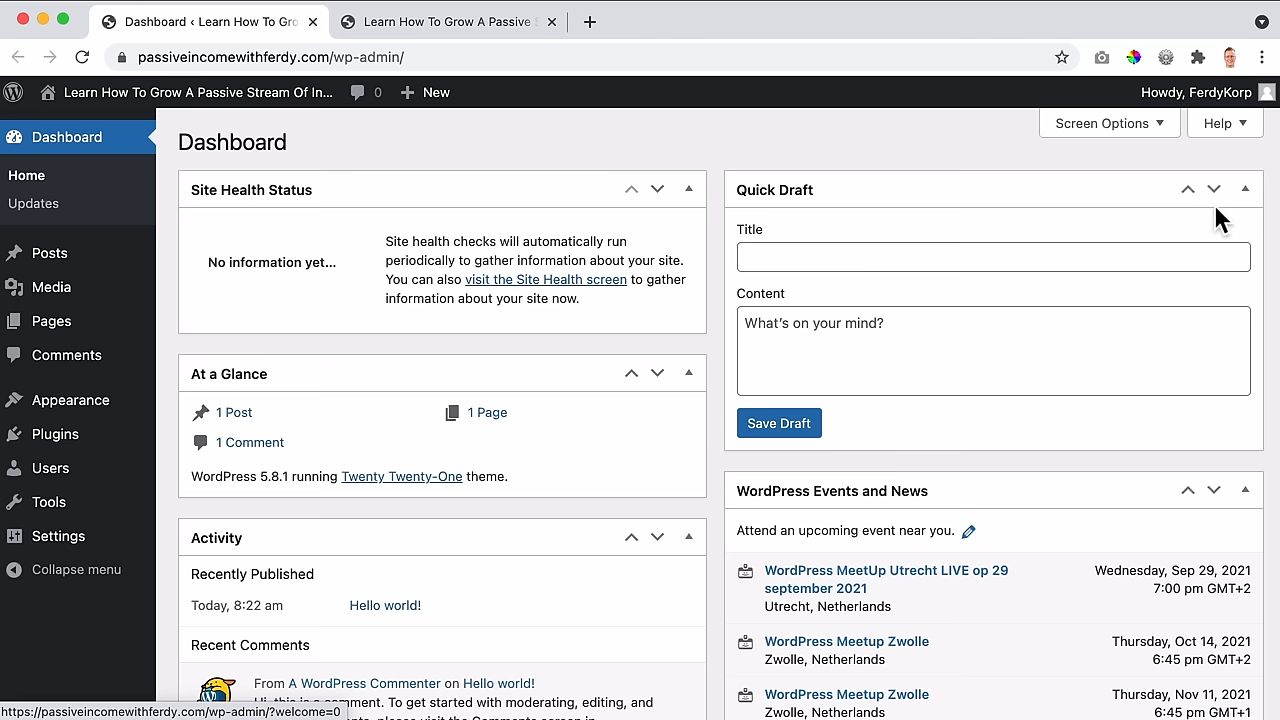 Dashboard ‹ Learn How To Gro
Learn How To Grow A Passive S
passiveincomewithferdy.com/wp-admin/
Learn How To Grow A Passive Stream Of In...
0
New
Howdy, FerdyKorp
Dashboard
Home
Updates
Posts
Media
Pages
Comments
Appearance
Plugins
Users
Tools
Settings
Collapse menu
Screen Options
Help
Dashboard
Site Health Status
No information yet...
Site health checks will automatically run
periodically to gather information about your site.
You can also visit the Site Health screen to gather
information about your site now.
At a Glance
1 Post
1 Page
1 Comment
WordPress 5.8.1 running Twenty Twenty-One theme.
Activity
Recently Published
Today, 8:22 am
Hello world!
Recent Comments
From A WordPress Commenter on Hello world!
comment. To get started with moderating, editing, and
Quick Draft
Title
Content
What's on your mind?
Save Draft
WordPress Events and News
Attend an upcoming event near you.
WordPress MeetUp Utrecht LIVE op 29
september 2021
Utrecht, Netherlands
Wednesday, Sep 29, 2021
7:00 pm GMT+2
WordPress Meetup Zwolle
Zwolle, Netherlands
Thursday, Oct 14, 2021
6:45 pm GMT+2
WordPress Meetup Zwolle
Zwolle, Netherlands
Thursday, Nov 11, 2021
6:45 pm GMT+1
https://passiveincomewithferdy.com/wp-admin/?welcome=0